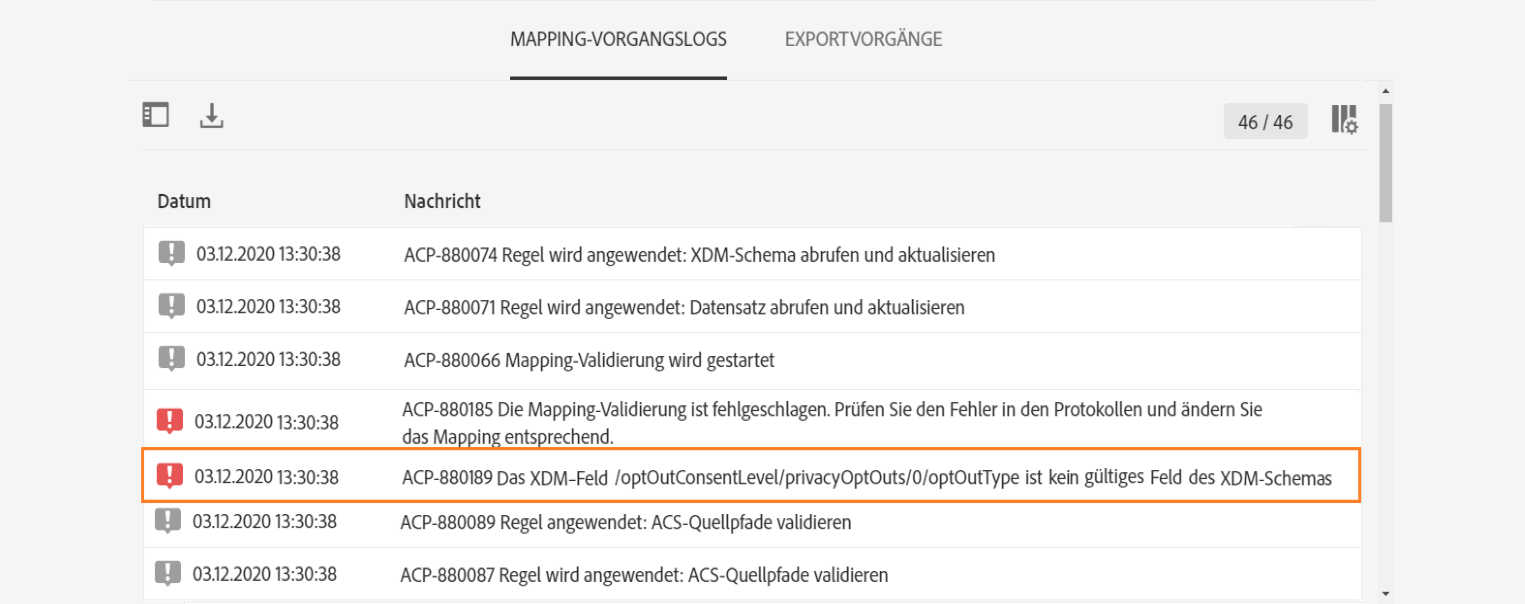 MAPPING-VORGANGSLOGS EXPORTVORGÄNGE
46 / 46
Datum Nachricht
03.12.2020 13:30:38 ACP-880074 Regel wird angewendet: XDM-Schema abrufen und aktualisieren
03.12.2020 13:30:38 ACP-880071 Regel wird angewendet: Datensatz abrufen und aktualisieren
03.12.2020 13:30:38 ACP-880066 Mapping-Validierung wird gestartet
03.12.2020 13:30:38 ACP-880185 Die Mapping-Validierung ist fehlgeschlagen. Prüfen Sie den Fehler in den Protokollen und ändern Sie
das Mapping entsprechend.
03.12.2020 13:30:38 ACP-880189 Das XDM-Feld /optOutConsentLevel/privacyOptOuts/0/optOutType ist kein gültiges Feld des XDM-Schemas
03.12.2020 13:30:38 ACP-880089 Regel angewendet: ACS-Quellpfade validieren
03.12.2020 13:30:38 ACP-880087 Regel wird angewendet: ACS-Quellpfade validieren